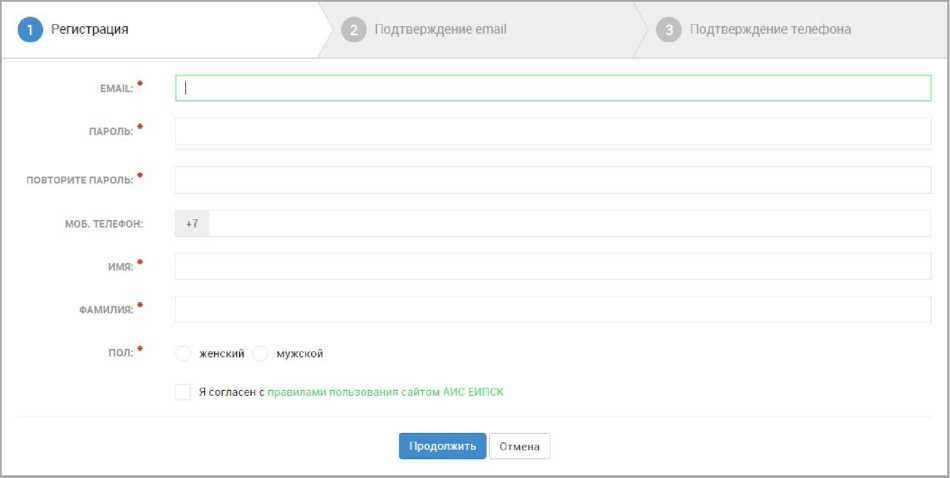 1 Регистрация
2 Подтверждение email
3 Подтверждение телефона
EMAIL: *
ПАРОЛЬ: *
ПОВТОРИТЕ ПАРОЛЬ: *
МОБ. ТЕЛЕФОН: +7
ИМЯ: *
ФАМИЛИЯ: *
ПОЛ: * женский мужской
Я согласен с правилами пользования сайтом АИС ЕИПСК
Продолжить Отмена